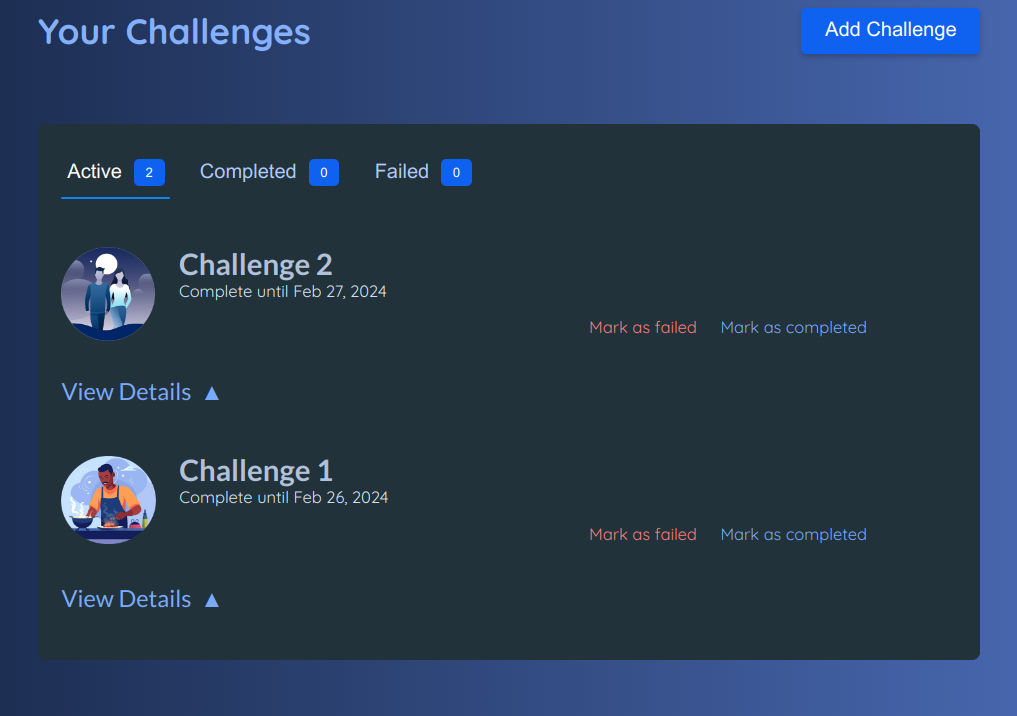 Your Challenges
Add Challenge
Active 2 Completed 0 Failed 0
Challenge 2
Complete until Feb 27, 2024
Mark as failed Mark as completed
View Details ▲
Challenge 1
Complete until Feb 26, 2024
Mark as failed Mark as completed
View Details ▲